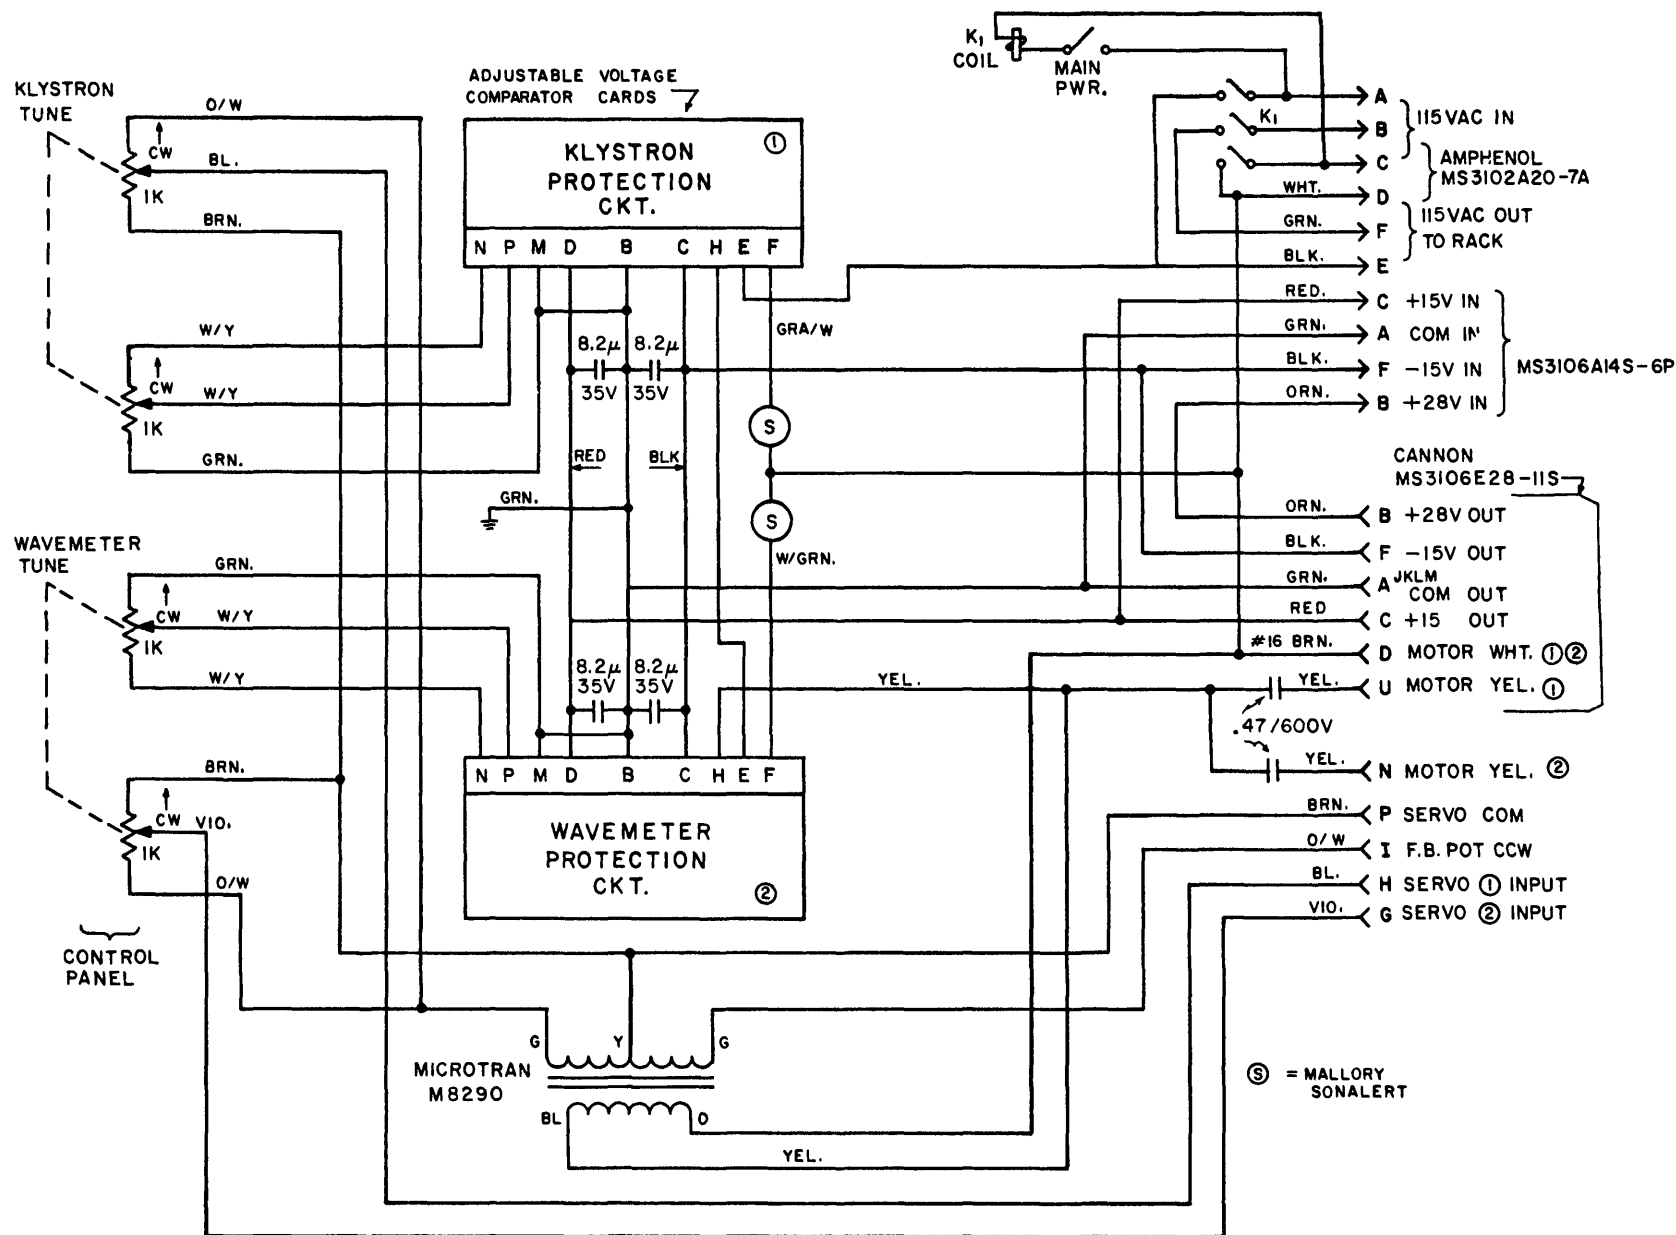 KLYSTRON
TUNE
O/W
CW
BL.
1K
BRN.
W/Y
CW
W/Y
1K
GRN.
WAVEMETER
TUNE
GRN.
CW
W/Y
1K
W/Y
BRN.
CW
VIO.
1K
O/W
CONTROL
PANEL
ADJUSTABLE VOLTAGE
COMPARATOR CARDS
①
KLYSTRON
PROTECTION
CKT.
N P M D B C H E F
GRA/W
8.2μ 8.2μ
35V 35V
S
RED BLK
GRN.
S
W/GRN.
8.2μ 8.2μ
35V 35V
YEL.
N P M D B C H E F
WAVEMETER
PROTECTION
CKT.
②
G Y G
MICROTRAN
M8290
BL O
YEL.
K1
COIL
MAIN
PWR.
A
K1
B
115VAC IN
C
AMPHENOL
MS3102A20-7A
WHT. D
GRN. F
115VAC OUT
TO RACK
BLK. E
RED. C +15V IN
GRN. A COM IN
BLK. F -15V IN
MS3106A14S-6P
ORN. B +28V IN
CANNON
MS3106E28-11S
ORN. B +28V OUT
BLK. F -15V OUT
GRN. A JKLM COM OUT
RED C +15 OUT
#16 BRN. D MOTOR WHT. ①②
YEL. U MOTOR YEL. ①
.47/600V
YEL. N MOTOR YEL. ②
BRN. P SERVO COM
O/W I F.B. POT CCW
BL. H SERVO ① INPUT
VIO. G SERVO ② INPUT
Ⓢ = MALLORY
SONALERT